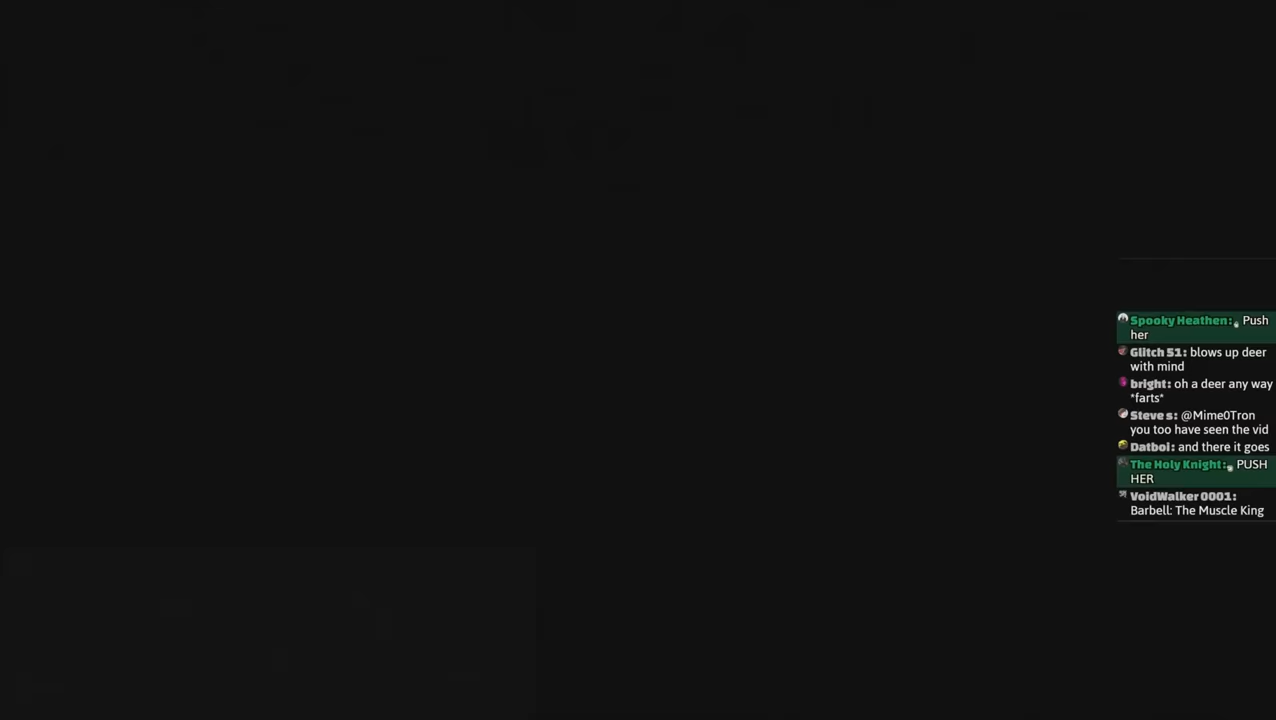 Spooky Heathen: Push
her
Glitch 51: blows up deer
with mind
bright: oh a deer any way
*farts*
Steve s: @Mime0Tron
you too have seen the vid
Datboi: and there it goes
The Holy Knight: PUSH
HER
VoidWalker 0001:
Barbell: The Muscle King